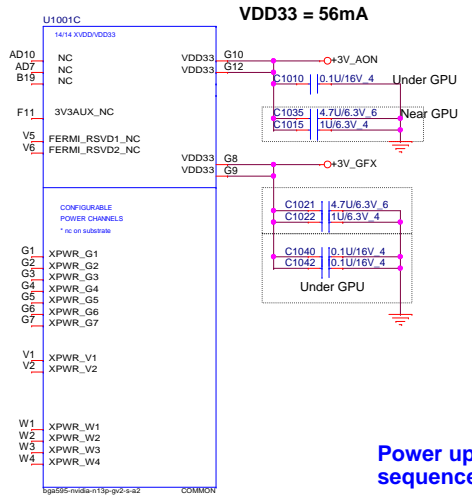 VDD33 = 56mA
U1001C
14/14 XVDD/VDD33
AD10 NC
AD7 NC
B19 NC
F11 3V3AUX_NC
V5 FERMI_RSVD1_NC
V6 FERMI_RSVD2_NC
VDD33 G10
VDD33 G12
+3V_AON
C1010 0.1U/16V_4 Under GPU
C1035 4.7U/6.3V_6 Near GPU
C1015 1U/6.3V_4
VDD33 G8
VDD33 G9
+3V_GFX
C1021 4.7U/6.3V_6
C1022 1U/6.3V_4
C1040 0.1U/16V_4
C1042 0.1U/16V_4
Under GPU
CONFIGURABLE
POWER CHANNELS
* nc on substrate
G1 XPWR_G1
G2 XPWR_G2
G3 XPWR_G3
G4 XPWR_G4
G5 XPWR_G5
G6 XPWR_G6
G7 XPWR_G7
V1 XPWR_V1
V2 XPWR_V2
W1 XPWR_W1
W2 XPWR_W2
W3 XPWR_W3
W4 XPWR_W4
bga595-nvidia-n13p-gv2-s-a2 COMMON
Power up
sequence